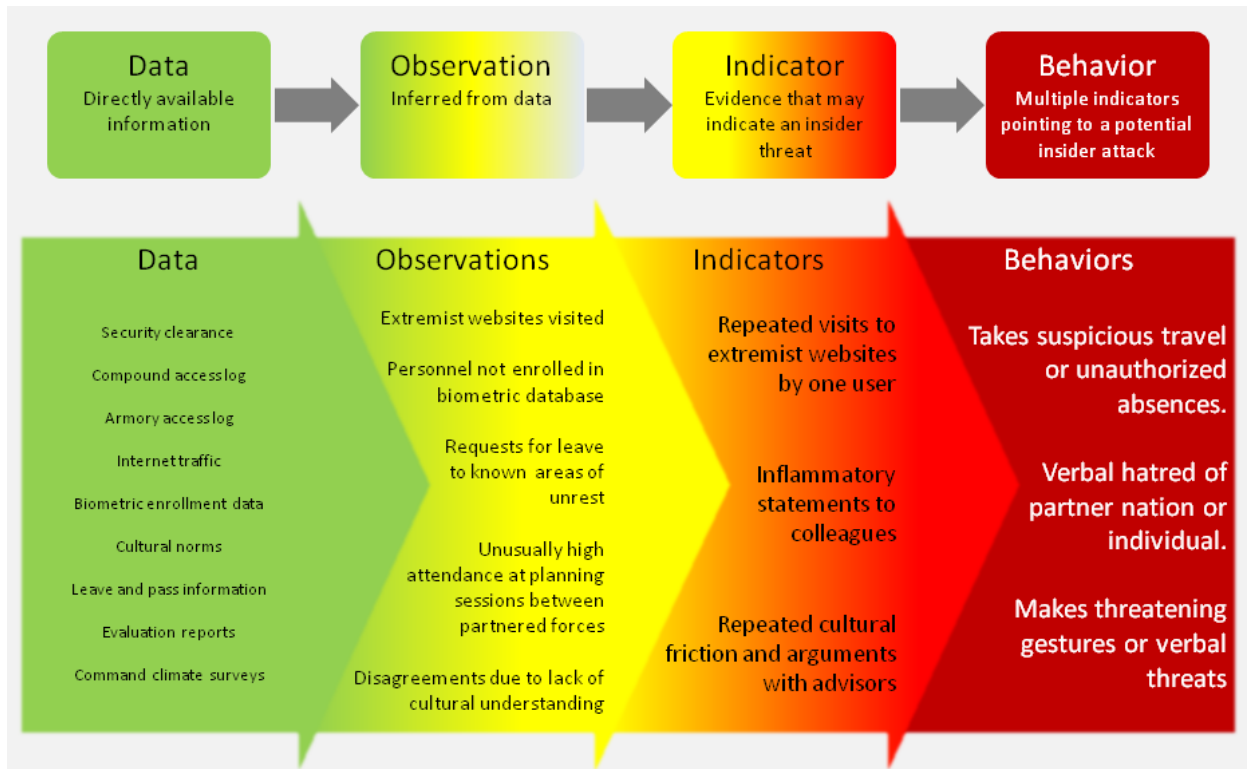 Data
Directly available
information
Observation
Inferred from data
Indicator
Evidence that may
indicate an insider
threat
Behavior
Multiple indicators
pointing to a potential
insider attack
Data
Security clearance
Compound access log
Armory access log
Internet traffic
Biometric enrollment data
Cultural norms
Leave and pass information
Evaluation reports
Command climate surveys
Observations
Extremist websites visited
Personnel not enrolled in
biometric database
Requests for leave
to known areas of
unrest
Unusually high
attendance at planning
sessions between
partnered forces
Disagreements due to lack of
cultural understanding
Indicators
Repeated visits to
extremist websites
by one user
Inflammatory
statements to
colleagues
Repeated cultural
friction and arguments
with advisors
Behaviors
Takes suspicious travel
or unauthorized
absences.
Verbal hatred of
partner nation or
individual.
Makes threatening
gestures or verbal
threats